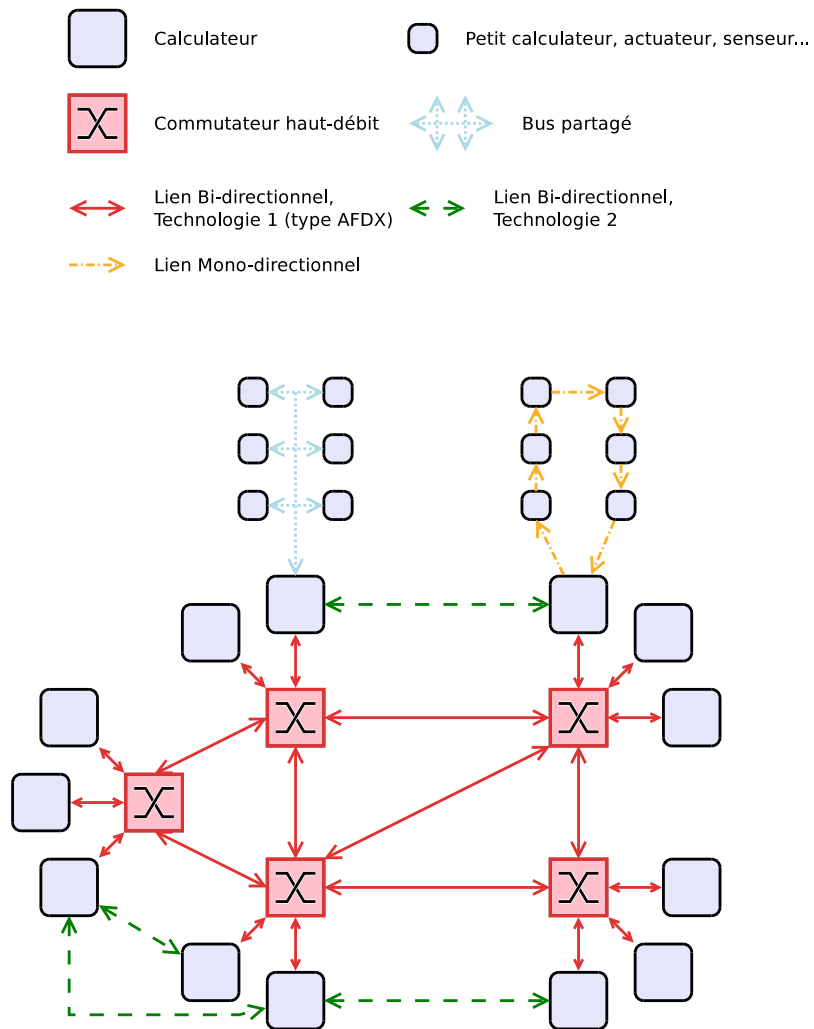 Calculateur
Petit calculateur, actuateur, senseur...
Commutateur haut-débit
Bus partagé
Lien Bi-directionnel,
Technologie 1 (type AFDX)
Lien Bi-directionnel,
Technologie 2
Lien Mono-directionnel